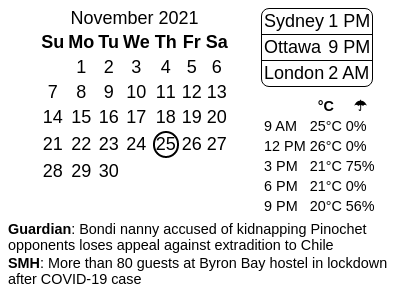 November 2021
Su Mo Tu We Th Fr Sa
1 2 3 4 5 6
7 8 9 10 11 12 13
14 15 16 17 18 19 20
21 22 23 24 25 26 27
28 29 30
Sydney 1 PM
Ottawa 9 PM
London 2 AM
°C ☂
9 AM 25°C 0%
12 PM 26°C 0%
3 PM 21°C 75%
6 PM 21°C 0%
9 PM 20°C 56%
Guardian: Bondi nanny accused of kidnapping Pinochet
opponents loses appeal against extradition to Chile
SMH: More than 80 guests at Byron Bay hostel in lockdown
after COVID-19 case